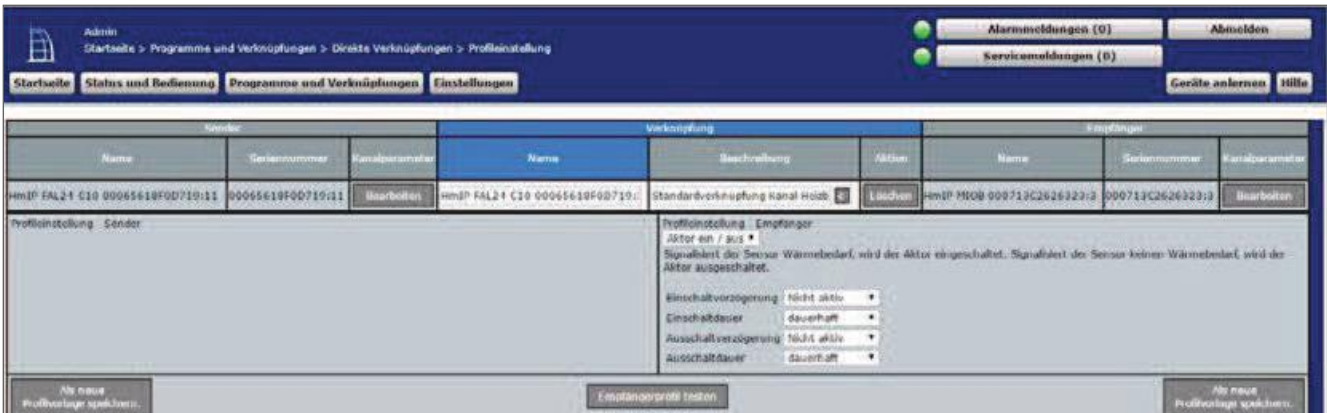 Admin
Startseite > Programme und Verknüpfungen > Direkte Verknüpfungen > Profileinstellung
Alarmmeldungen (0)
Abmelden
Servicemeldungen (0)
Startseite
Status und Bedienung
Programme und Verknüpfungen
Einstellungen
Geräte anlernen
Hilfe
Sender
Verknüpfung
Empfänger
Name
Seriennummer
Kanalparameter
Name
Beschreibung
Aktion
Name
Seriennummer
Kanalparameter
HmIP FAL24 C10 00065618F0D719:11
00065618F0D719:11
Bearbeiten
HmIP FAL24 C10 00065618F0D719:
Standardverknüpfung Kanal Heizb
Löschen
HmIP MIOB 000713C2626323:3
000713C2626323:3
Bearbeiten
Profileinstellung Sender
Profileinstellung Empfänger
Aktor ein / aus
Signalisiert der Sensor Wärmebedarf, wird der Aktor eingeschaltet. Signalisiert der Sensor keinen Wärmebedarf, wird der
Aktor ausgeschaltet.
Einschaltverzögerung Nicht aktiv
Einschaltdauer dauerhaft
Ausschaltverzögerung Nicht aktiv
Ausschaltdauer dauerhaft
Als neue
Profilvorlage speichern.
Empfängerprofil testen
Als neue
Profilvorlage speichern.